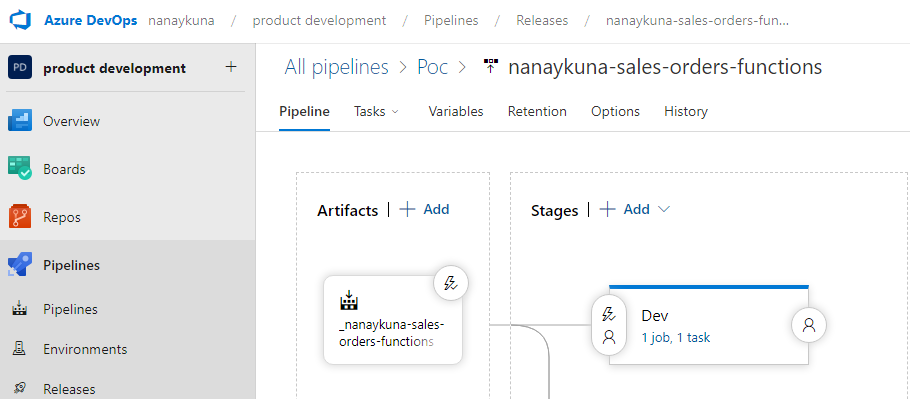 Azure DevOps nanaykuna / product development / Pipelines / Releases / nanaykuna-sales-orders-fun...
PD product development +
All pipelines > Poc > nanaykuna-sales-orders-functions
Pipeline Tasks Variables Retention Options History
Overview
Boards
Repos
Pipelines
Pipelines
Environments
Releases
Artifacts | + Add
Stages | + Add
_nanaykuna-sales-
orders-functions
Dev
1 job, 1 task